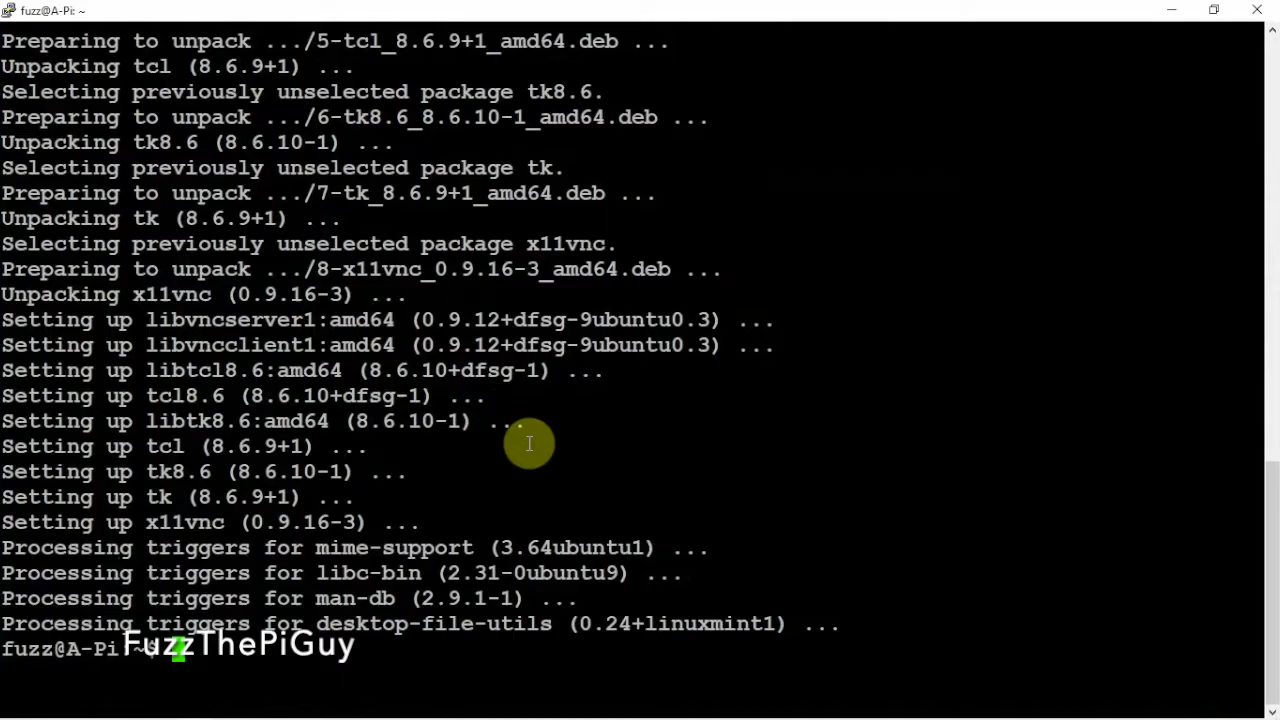 fuzz@A-Pi: ~
Preparing to unpack .../5-tcl_8.6.9+1_amd64.deb ...
Unpacking tcl (8.6.9+1) ...
Selecting previously unselected package tk8.6.
Preparing to unpack .../6-tk8.6_8.6.10-1_amd64.deb ...
Unpacking tk8.6 (8.6.10-1) ...
Selecting previously unselected package tk.
Preparing to unpack .../7-tk_8.6.9+1_amd64.deb ...
Unpacking tk (8.6.9+1) ...
Selecting previously unselected package x11vnc.
Preparing to unpack .../8-x11vnc_0.9.16-3_amd64.deb ...
Unpacking x11vnc (0.9.16-3) ...
Setting up libvncserver1:amd64 (0.9.12+dfsg-9ubuntu0.3) ...
Setting up libvncclient1:amd64 (0.9.12+dfsg-9ubuntu0.3) ...
Setting up libtcl8.6:amd64 (8.6.10+dfsg-1) ...
Setting up tcl8.6 (8.6.10+dfsg-1) ...
Setting up libtk8.6:amd64 (8.6.10-1) ...
Setting up tcl (8.6.9+1) ...
Setting up tk8.6 (8.6.10-1) ...
Setting up tk (8.6.9+1) ...
Setting up x11vnc (0.9.16-3) ...
Processing triggers for mime-support (3.64ubuntu1) ...
Processing triggers for libc-bin (2.31-0ubuntu9) ...
Processing triggers for man-db (2.9.1-1) ...
Processing triggers for desktop-file-utils (0.24+linuxmint1) ...
fuzz@A-Pi:~$
FuzzThePiGuy